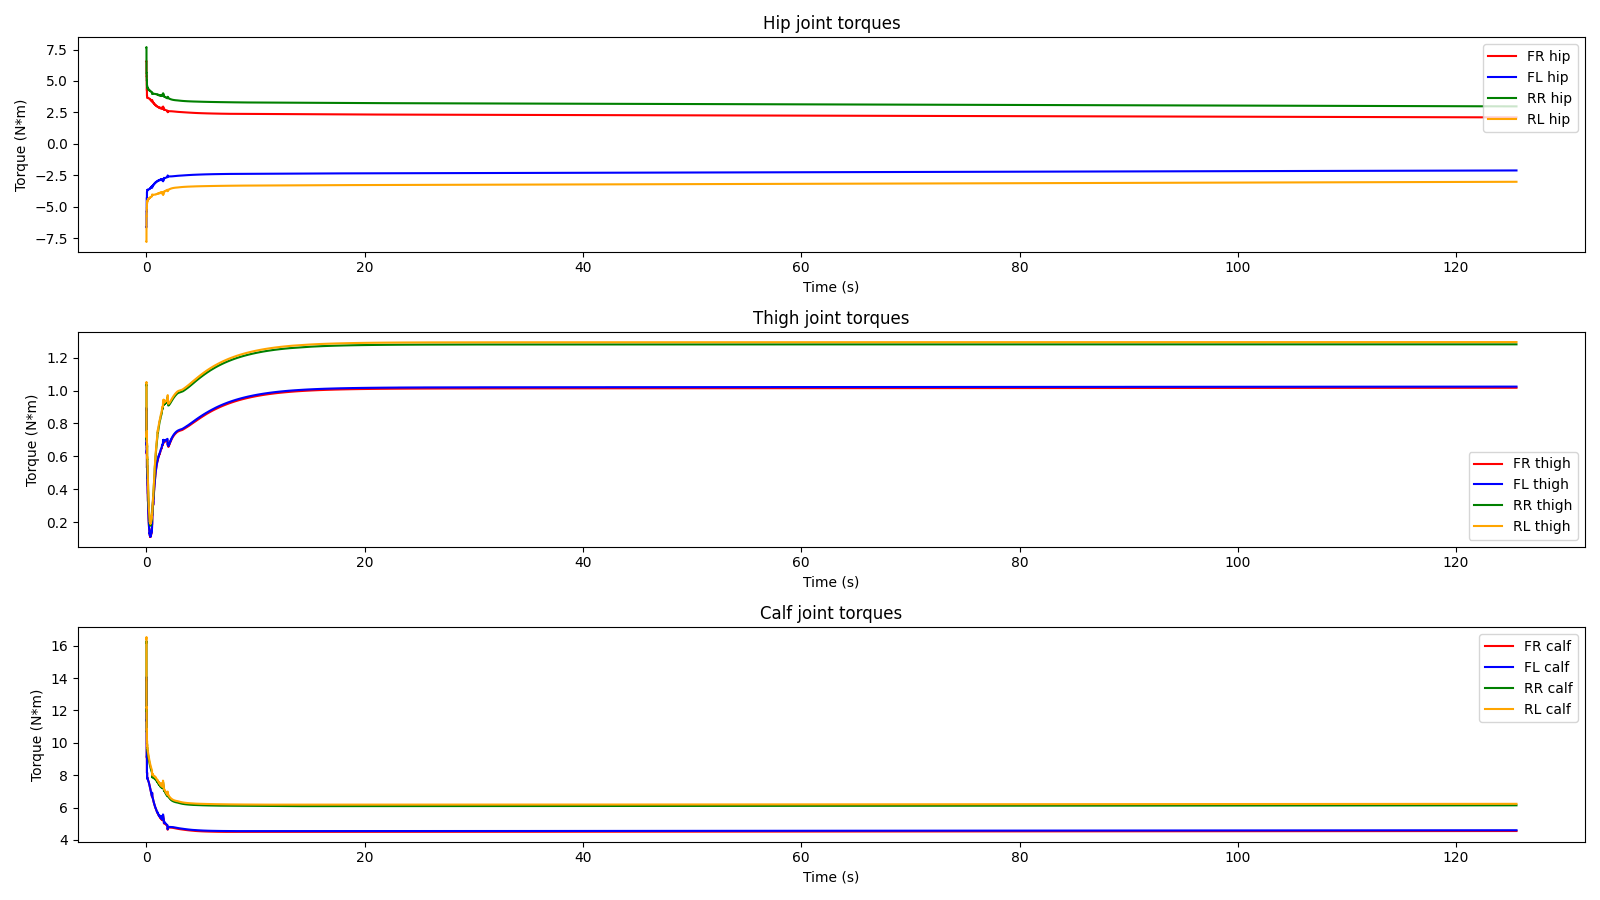 Hip joint torques
Torque (N*m)
7.5
5.0
2.5
0.0
−2.5
−5.0
−7.5
FR hip
FL hip
RR hip
RL hip
0 20 40 60 80 100 120
Time (s)
Thigh joint torques
Torque (N*m)
1.2
1.0
0.8
0.6
0.4
0.2
FR thigh
FL thigh
RR thigh
RL thigh
0 20 40 60 80 100 120
Time (s)
Calf joint torques
Torque (N*m)
16
14
12
10
8
6
4
FR calf
FL calf
RR calf
RL calf
0 20 40 60 80 100 120
Time (s)